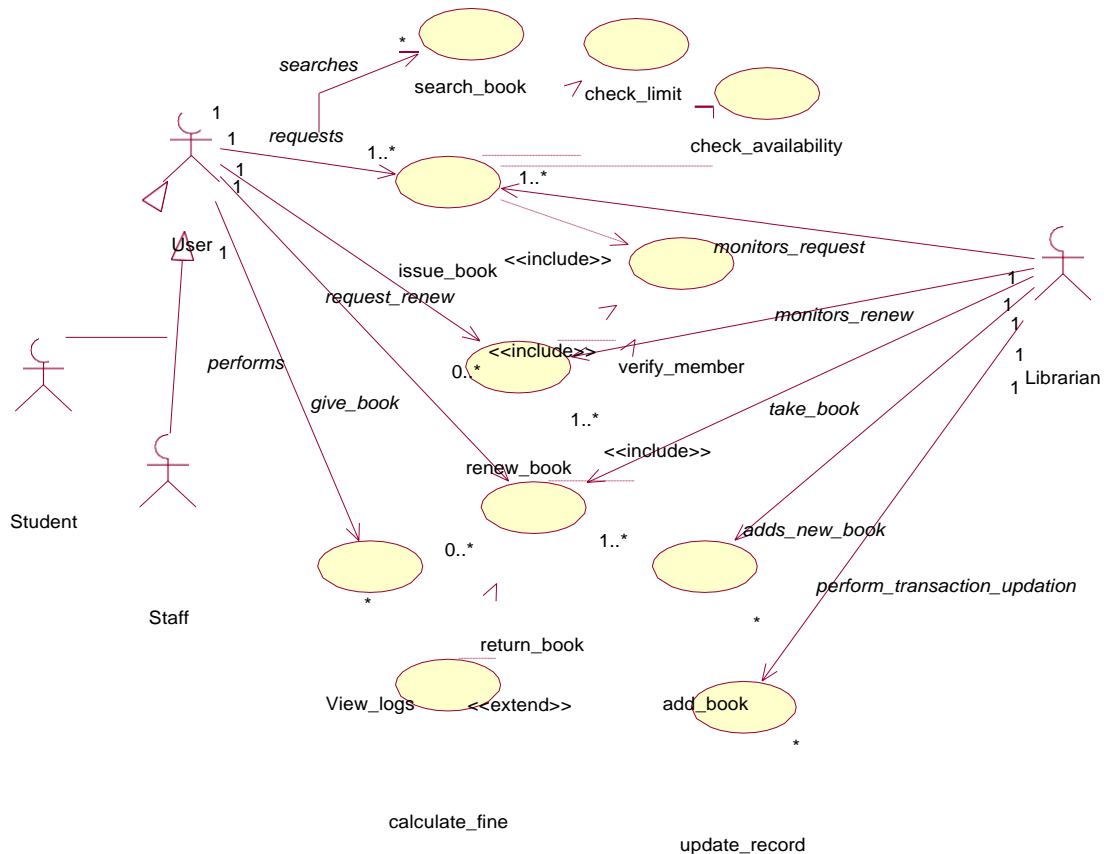 *
searches
search_book
check_limit
1
requests
1
check_availability
1..*
1
1..*
1
User
1
monitors_request
issue_book
<<include>>
request_renew
1
1
monitors_renew
1
performs
<<include>>
verify_member
1
0..*
Librarian
1
give_book
1..*
take_book
<<include>>
renew_book
Student
adds_new_book
0..*
1..*
perform_transaction_updation
*
Staff
*
return_book
View_logs
<<extend>>
add_book
*
calculate_fine
update_record